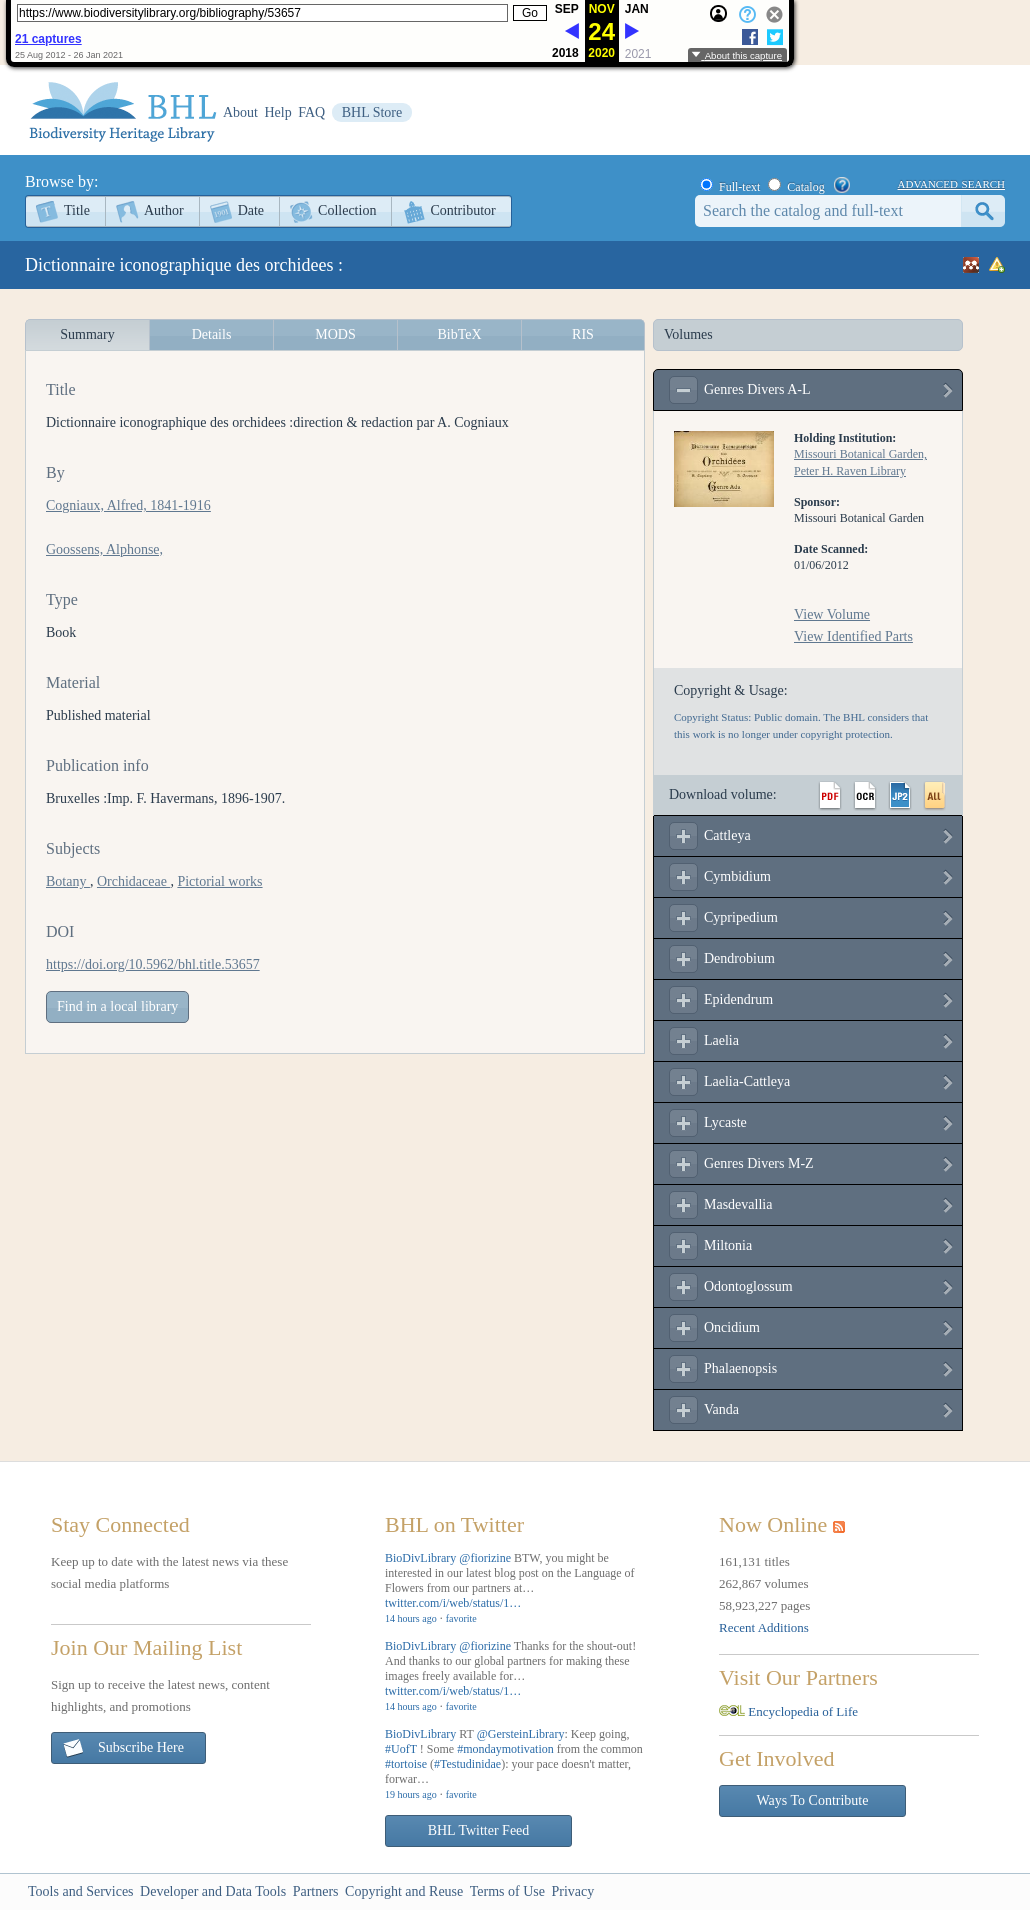 https://www.biodiversitylibrary.org/bibliography/53657 Go SEP NOV JAN
24
21 captures
25 Aug 2012 - 26 Jan 2021
2018 2020 2021
About this capture
BHL
Biodiversity Heritage Library
About Help FAQ BHL Store
Browse by:
Full-text Catalog ADVANCED SEARCH
Title Author Date Collection Contributor
Search the catalog and full-text
Dictionnaire iconographique des orchidees :
Summary Details MODS BibTeX RIS
Title
Dictionnaire iconographique des orchidees :direction & redaction par A. Cogniaux
By
Cogniaux, Alfred, 1841-1916
Goossens, Alphonse,
Type
Book
Material
Published material
Publication info
Bruxelles :Imp. F. Havermans, 1896-1907.
Subjects
Botany , Orchidaceae , Pictorial works
DOI
https://doi.org/10.5962/bhl.title.53657
Find in a local library
Volumes
Genres Divers A-L
Orchidées
Holding Institution:
Missouri Botanical Garden,
Peter H. Raven Library
Sponsor:
Missouri Botanical Garden
Date Scanned:
01/06/2012
View Volume
View Identified Parts
Copyright & Usage:
Copyright Status: Public domain. The BHL considers that
this work is no longer under copyright protection.
Download volume: PDF OCR JP2 ALL
Cattleya
Cymbidium
Cypripedium
Dendrobium
Epidendrum
Laelia
Laelia-Cattleya
Lycaste
Genres Divers M-Z
Masdevallia
Miltonia
Odontoglossum
Oncidium
Phalaenopsis
Vanda
Stay Connected
Keep up to date with the latest news via these
social media platforms
Join Our Mailing List
Sign up to receive the latest news, content
highlights, and promotions
Subscribe Here
BHL on Twitter
BioDivLibrary @fiorizine BTW, you might be
interested in our latest blog post on the Language of
Flowers from our partners at…
twitter.com/i/web/status/1…
14 hours ago · favorite
BioDivLibrary @fiorizine Thanks for the shout-out!
And thanks to our global partners for making these
images freely available for…
twitter.com/i/web/status/1…
14 hours ago · favorite
BioDivLibrary RT @GersteinLibrary: Keep going,
#UofT ! Some #mondaymotivation from the common
#tortoise (#Testudinidae): your pace doesn't matter,
forwar…
19 hours ago · favorite
BHL Twitter Feed
Now Online
161,131 titles
262,867 volumes
58,923,227 pages
Recent Additions
Visit Our Partners
Encyclopedia of Life
Get Involved
Ways To Contribute
Tools and Services Developer and Data Tools Partners Copyright and Reuse Terms of Use Privacy